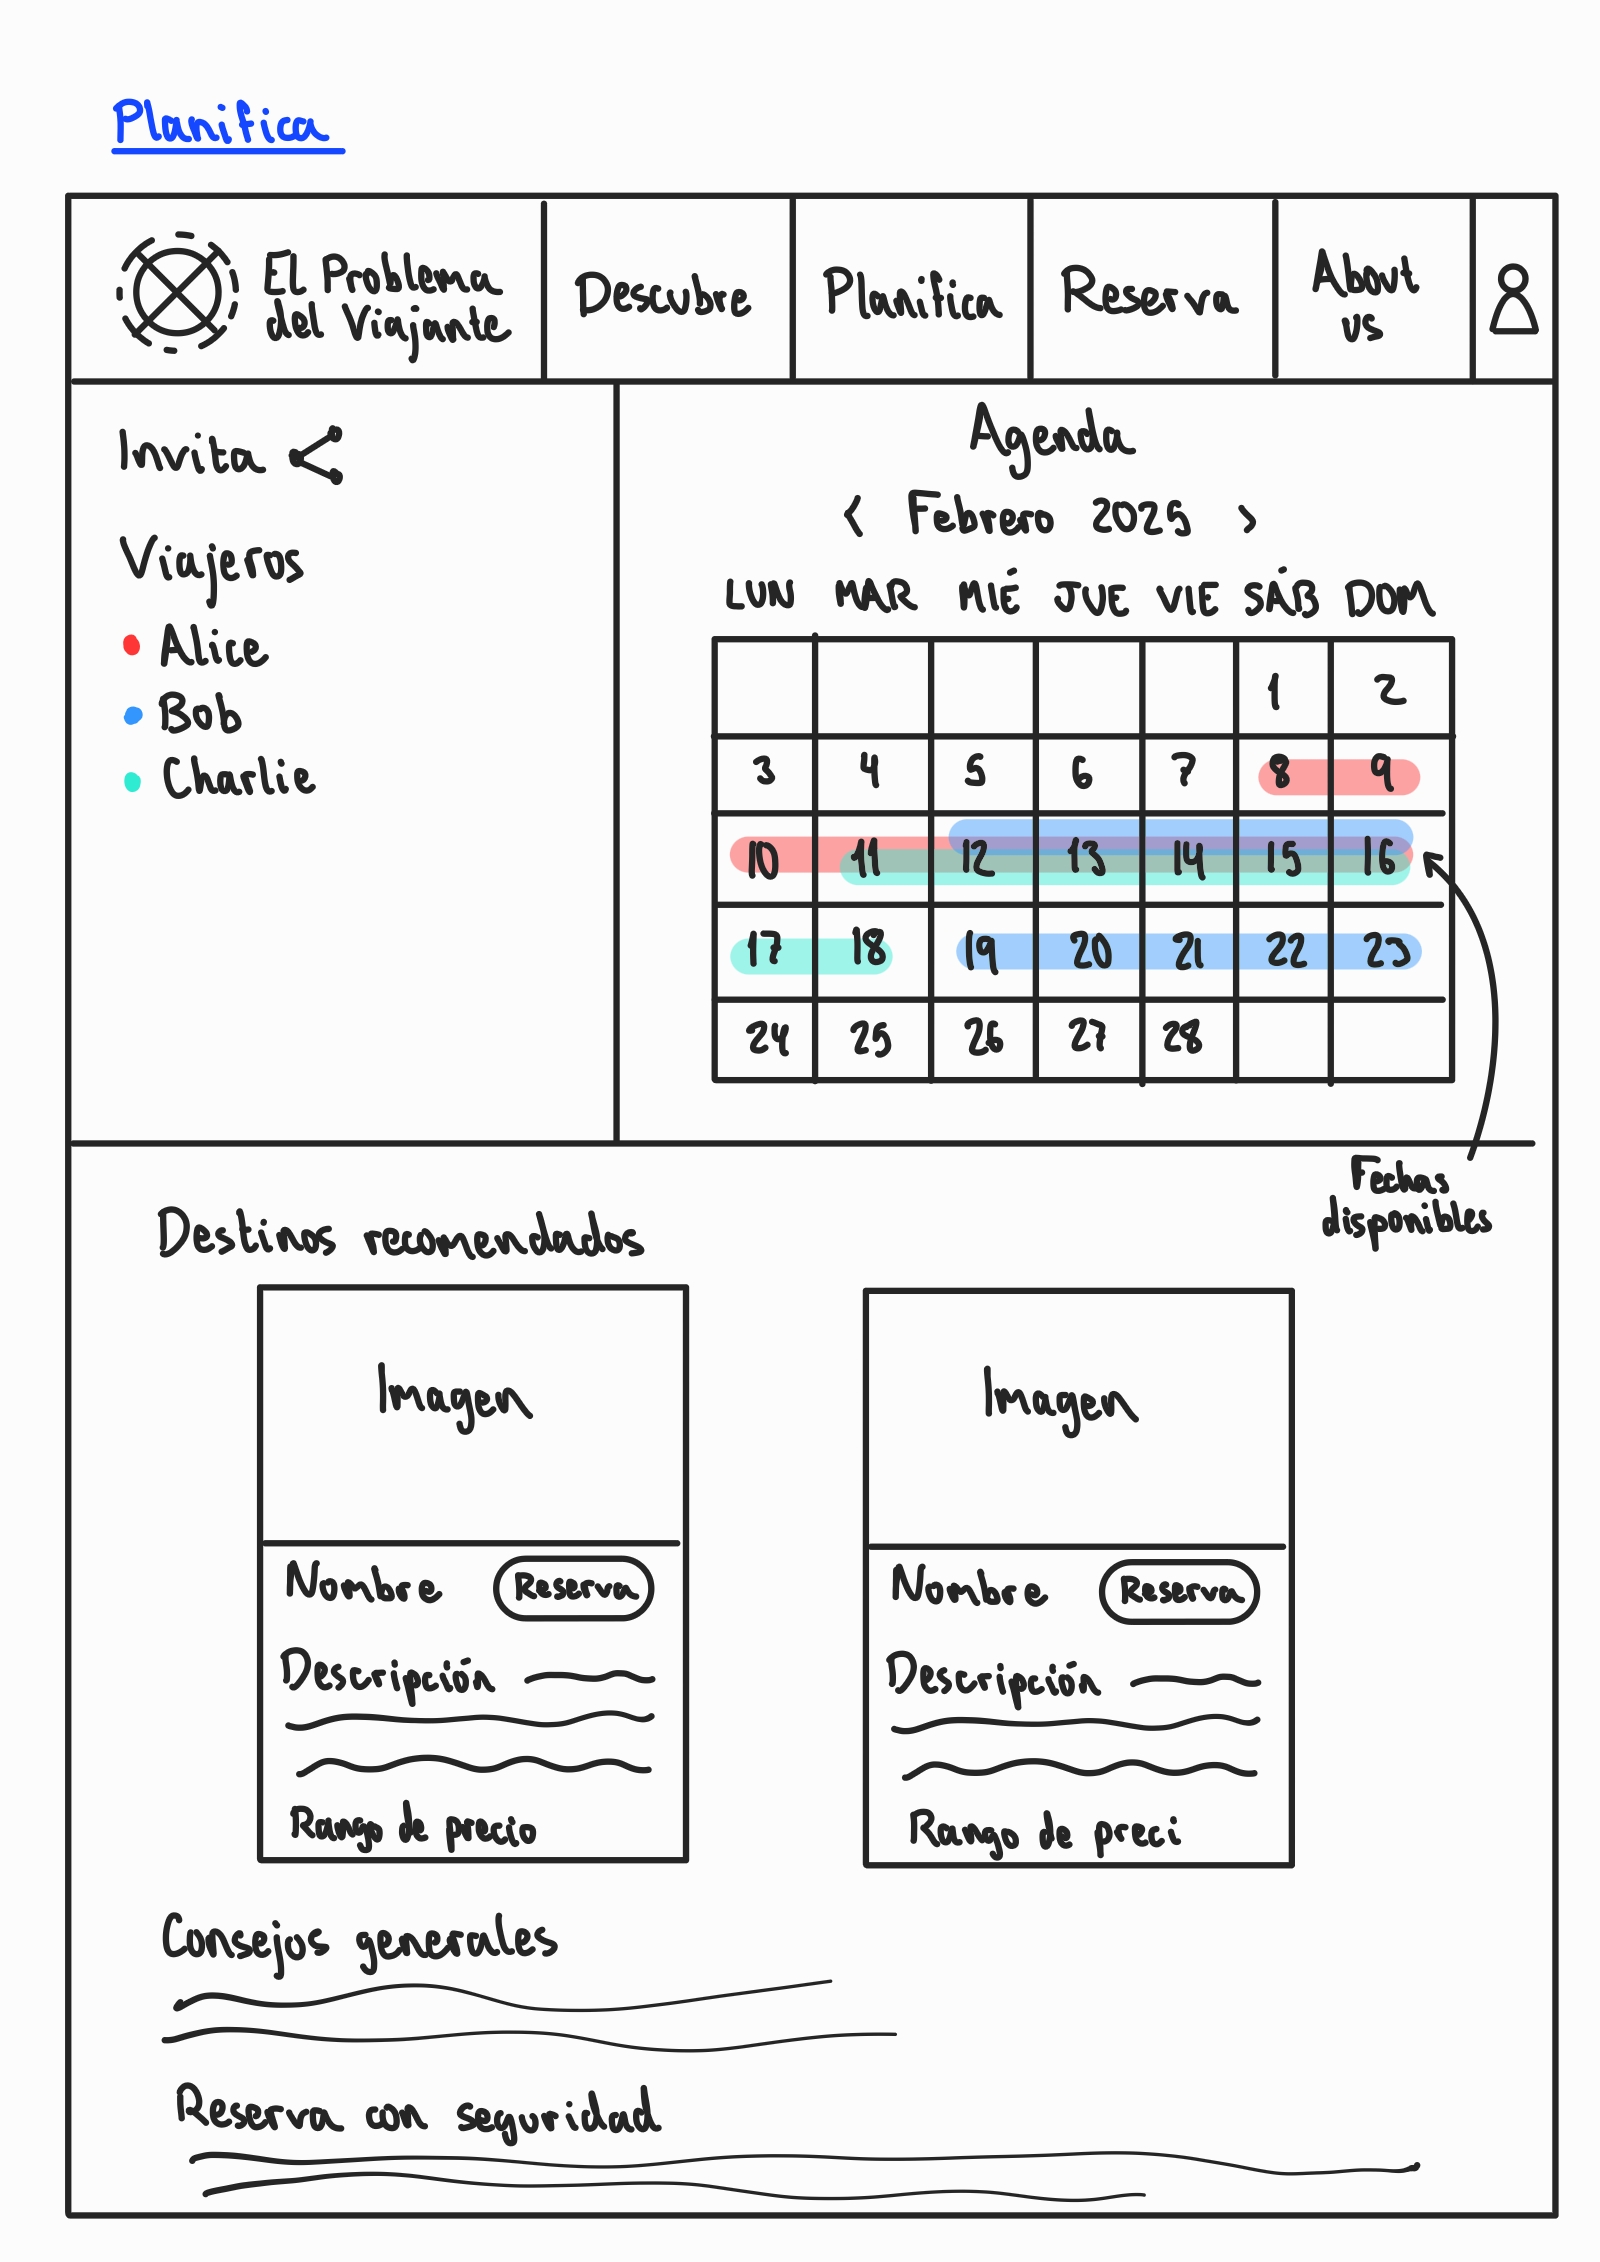 Planifica
El Problema
del Viajante
Descubre
Planifica
Reserva
About
us
Invita
Viajeros
Alice
Bob
Charlie
Agenda
< Febrero 2025 >
LUN MAR MIÉ JUE VIE SÁB DOM
1 2
3 4 5 6 7 8 9
10 11 12 13 14 15 16
17 18 19 20 21 22 23
24 25 26 27 28
Fechas
disponibles
Destinos recomendados
Imagen
Nombre Reserva
Descripción
Rango de precio
Imagen
Nombre Reserva
Descripción
Rango de preci
Consejos generales
Reserva con seguridad